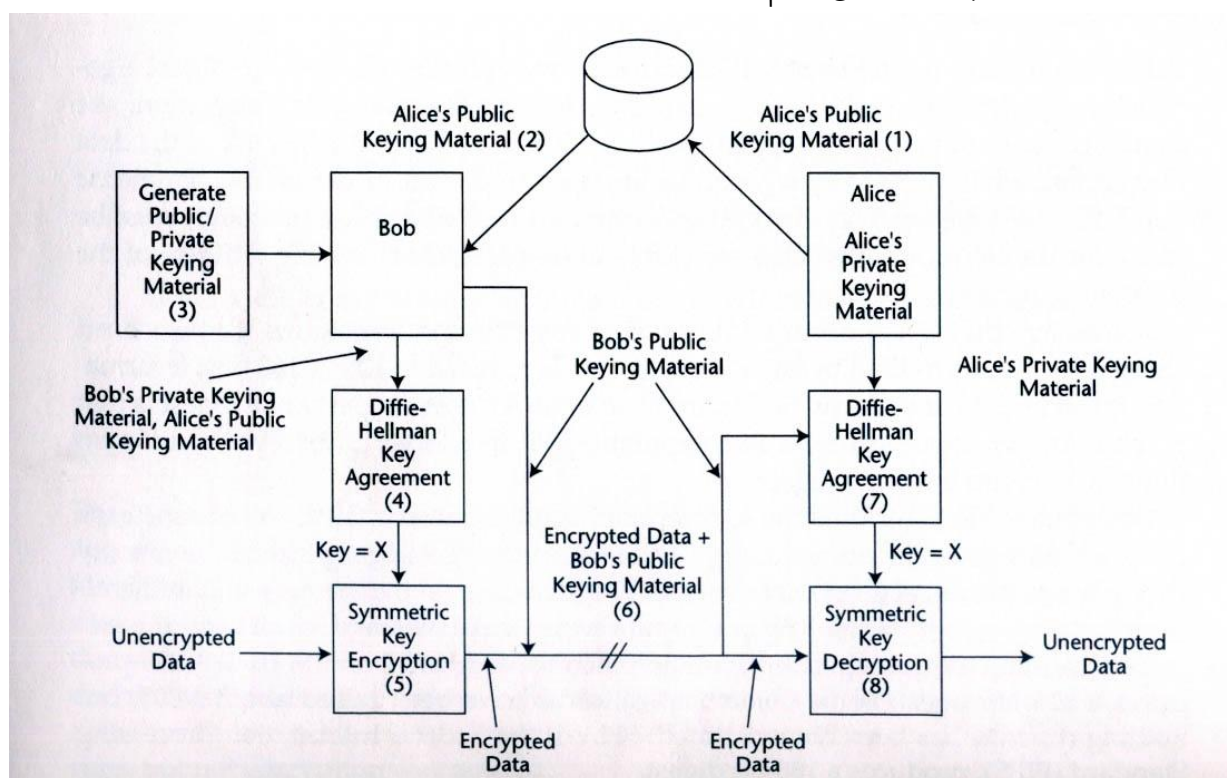 Alice's Public
Keying Material (2)
Alice's Public
Keying Material (1)
Generate
Public/
Private
Keying
Material
(3)
Bob
Alice
Alice's
Private
Keying
Material
Bob's Private Keying
Material, Alice's Public
Keying Material
Bob's Public
Keying Material
Alice's Private Keying
Material
Diffie-
Hellman
Key
Agreement
(4)
Diffie-
Hellman
Key
Agreement
(7)
Key = X
Encrypted Data +
Bob's Public
Keying Material
(6)
Key = X
Unencrypted
Data
Symmetric
Key
Encryption
(5)
Symmetric
Key
Decryption
(8)
Unencrypted
Data
Encrypted
Data
Encrypted
Data